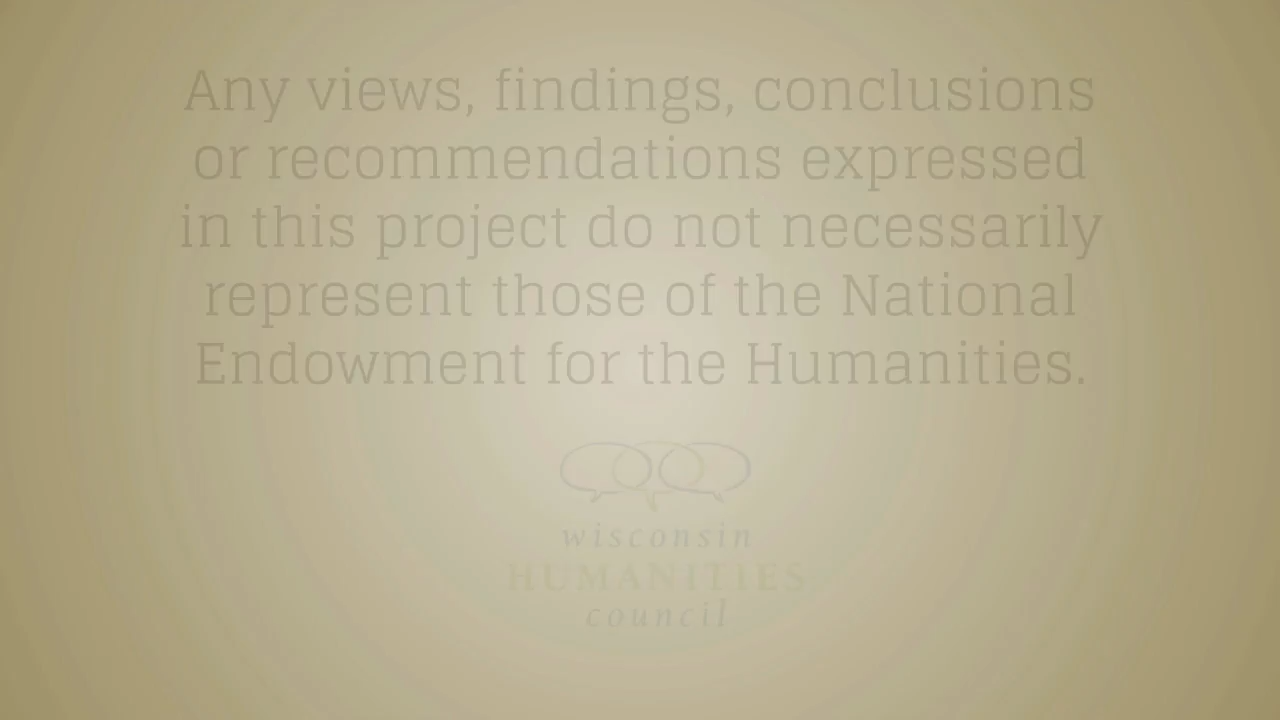 Any views, findings, conclusions
or recommendations expressed
in this project do not necessarily
represent those of the National
Endowment for the Humanities.
wisconsin
HUMANITIES
council